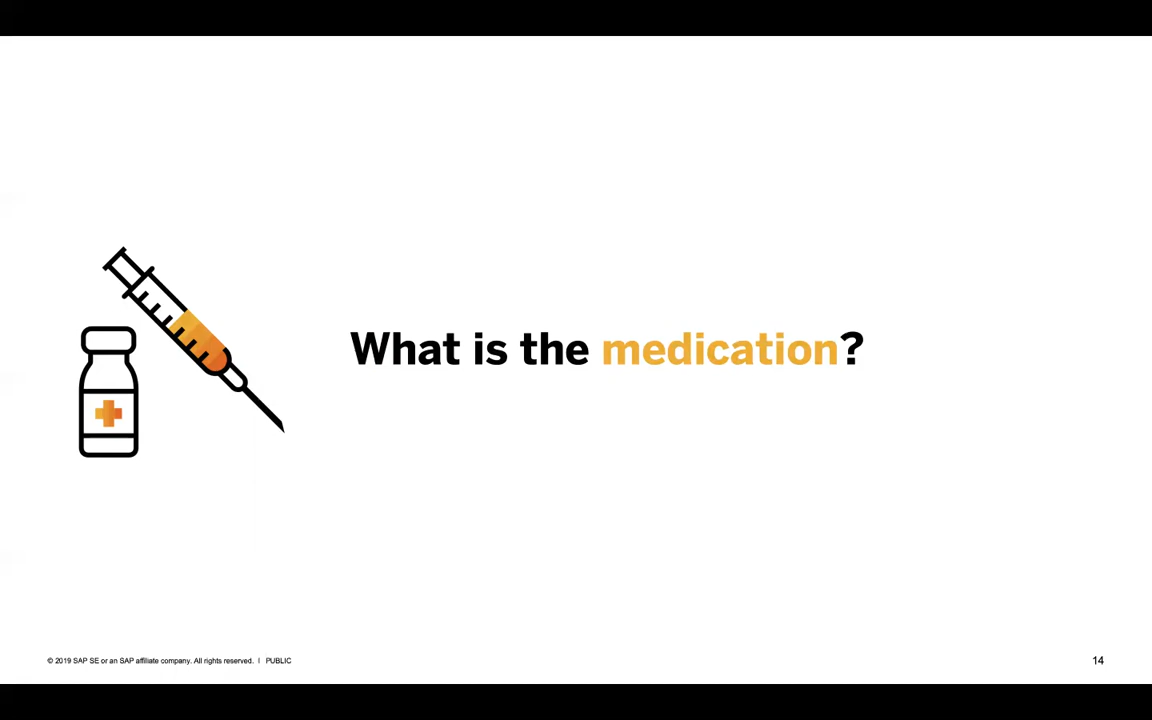 What is the medication?
© 2019 SAP SE or an SAP affiliate company. All rights reserved. I PUBLIC
14